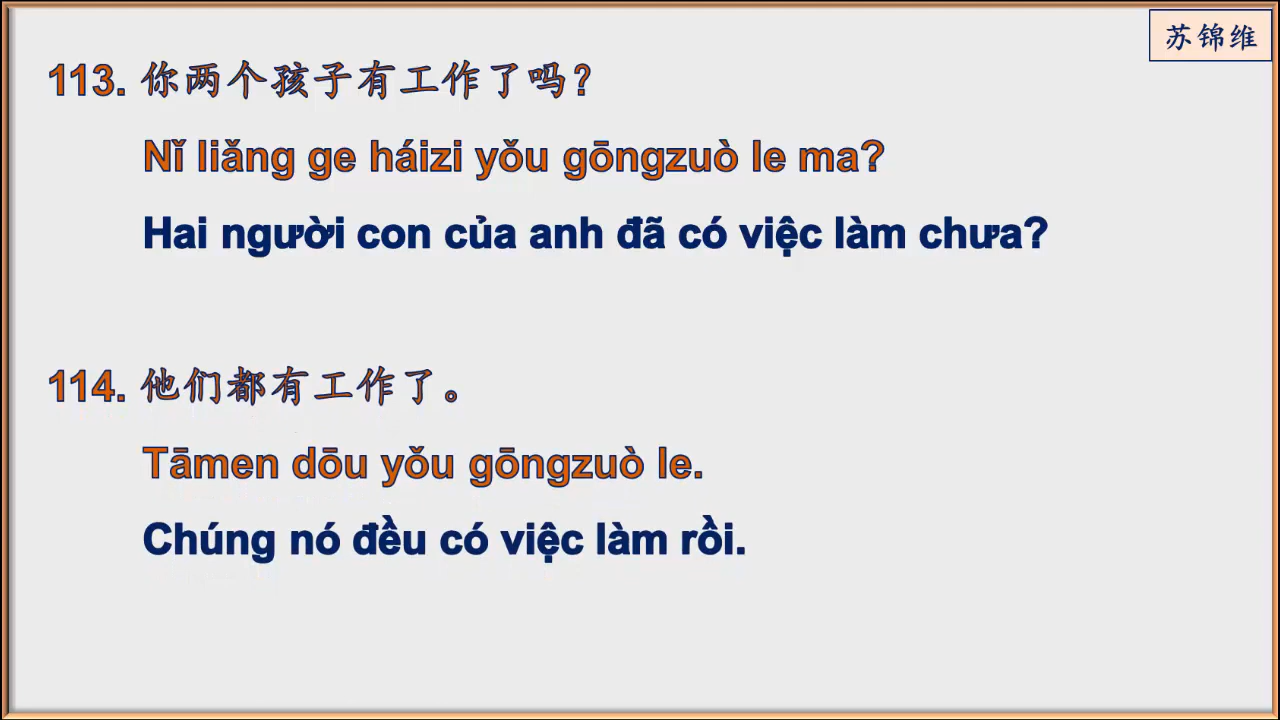 苏锦维
113. 你两个孩子有工作了吗?
Nǐ liǎng ge háizi yǒu gōngzuò le ma?
Hai người con của anh đã có việc làm chưa?
114. 他们都有工作了。
Tāmen dōu yǒu gōngzuò le.
Chúng nó đều có việc làm rồi.